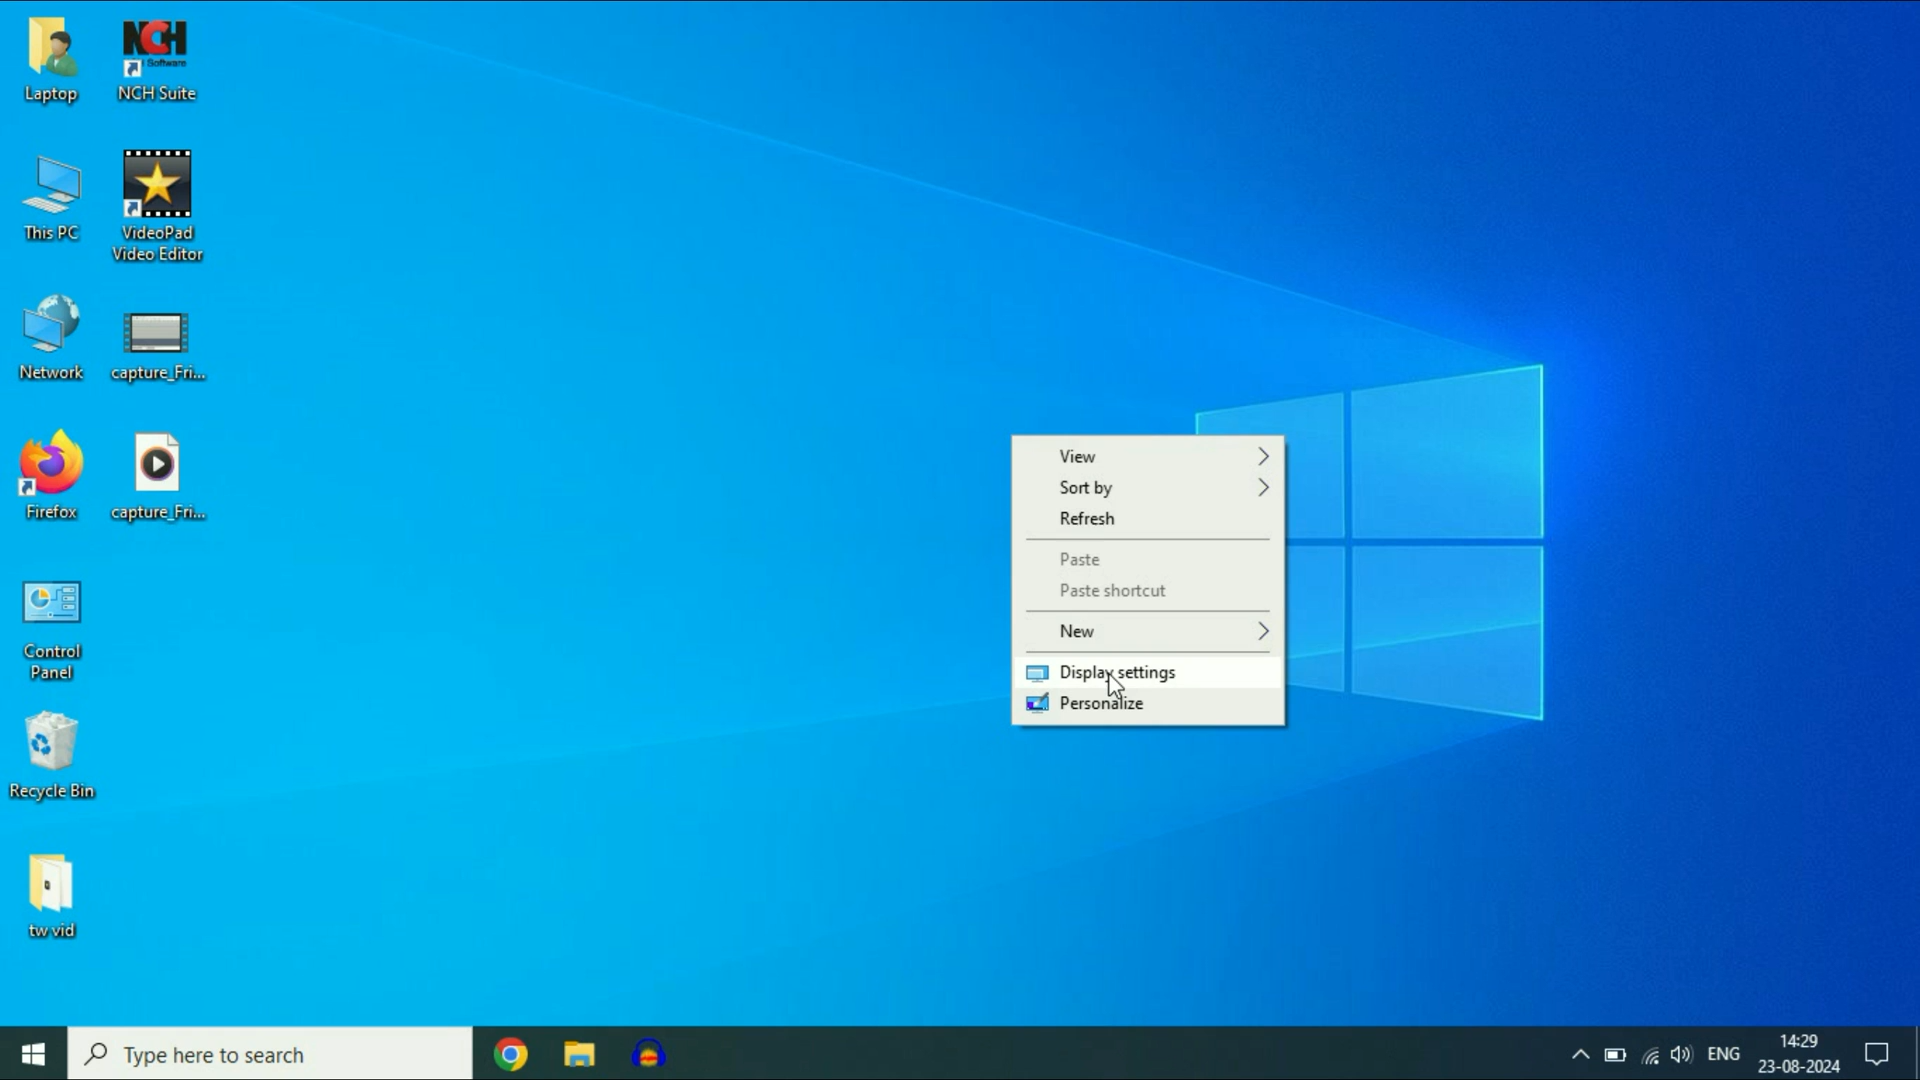 Laptop
NCH
Software
NCH Suite
This PC
VideoPad
Video Editor
Network
capture_Fri...
Firefox
capture_Fri...
Control
Panel
Recycle Bin
tw vid
View
Sort by
Refresh
Paste
Paste shortcut
New
Display settings
Personalize
Type here to search
ENG
14:29
23-08-2024